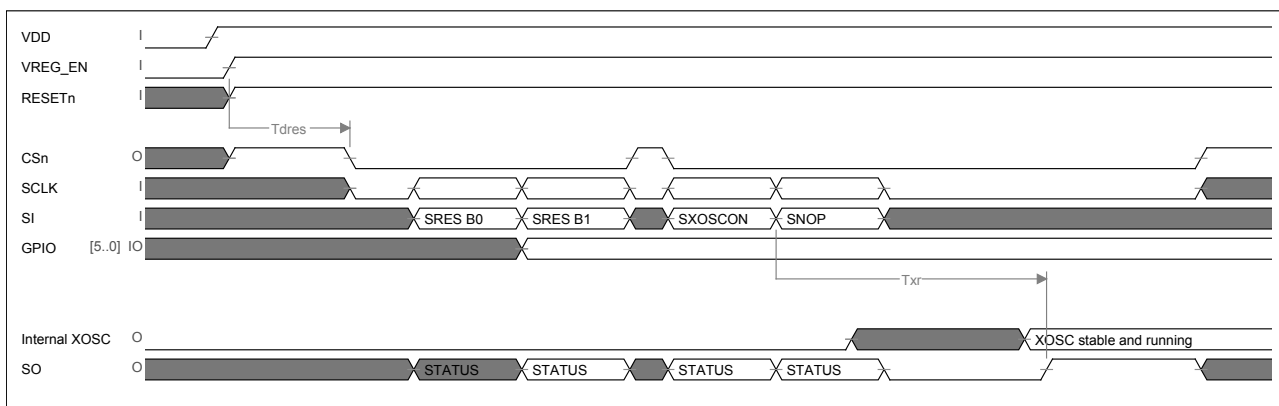 VDD I
VREG_EN I
RESETn I
Tdres
CSn O
SCLK I
SI I SRES B0 SRES B1 SXOSCON SNOP
GPIO [5..0] IO
Txr
Internal XOSC O XOSC stable and running
SO O STATUS STATUS STATUS STATUS